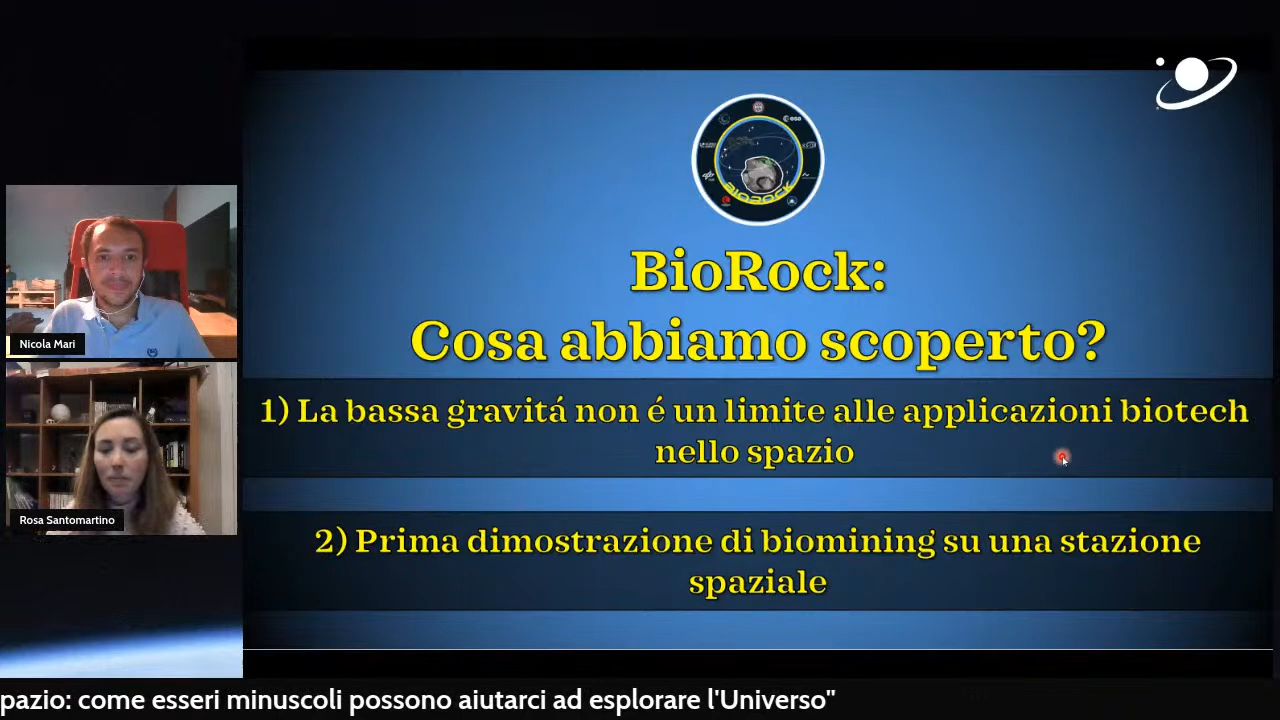 esa
BIOROCK
BioRock:
Cosa abbiamo scoperto?
1) La bassa gravitá non é un limite alle applicazioni biotech
nello spazio
2) Prima dimostrazione di biomining su una stazione
spaziale
Nicola Mari
Rosa Santomartino
pazio: come esseri minuscoli possono aiutarci ad esplorare l'Universo"